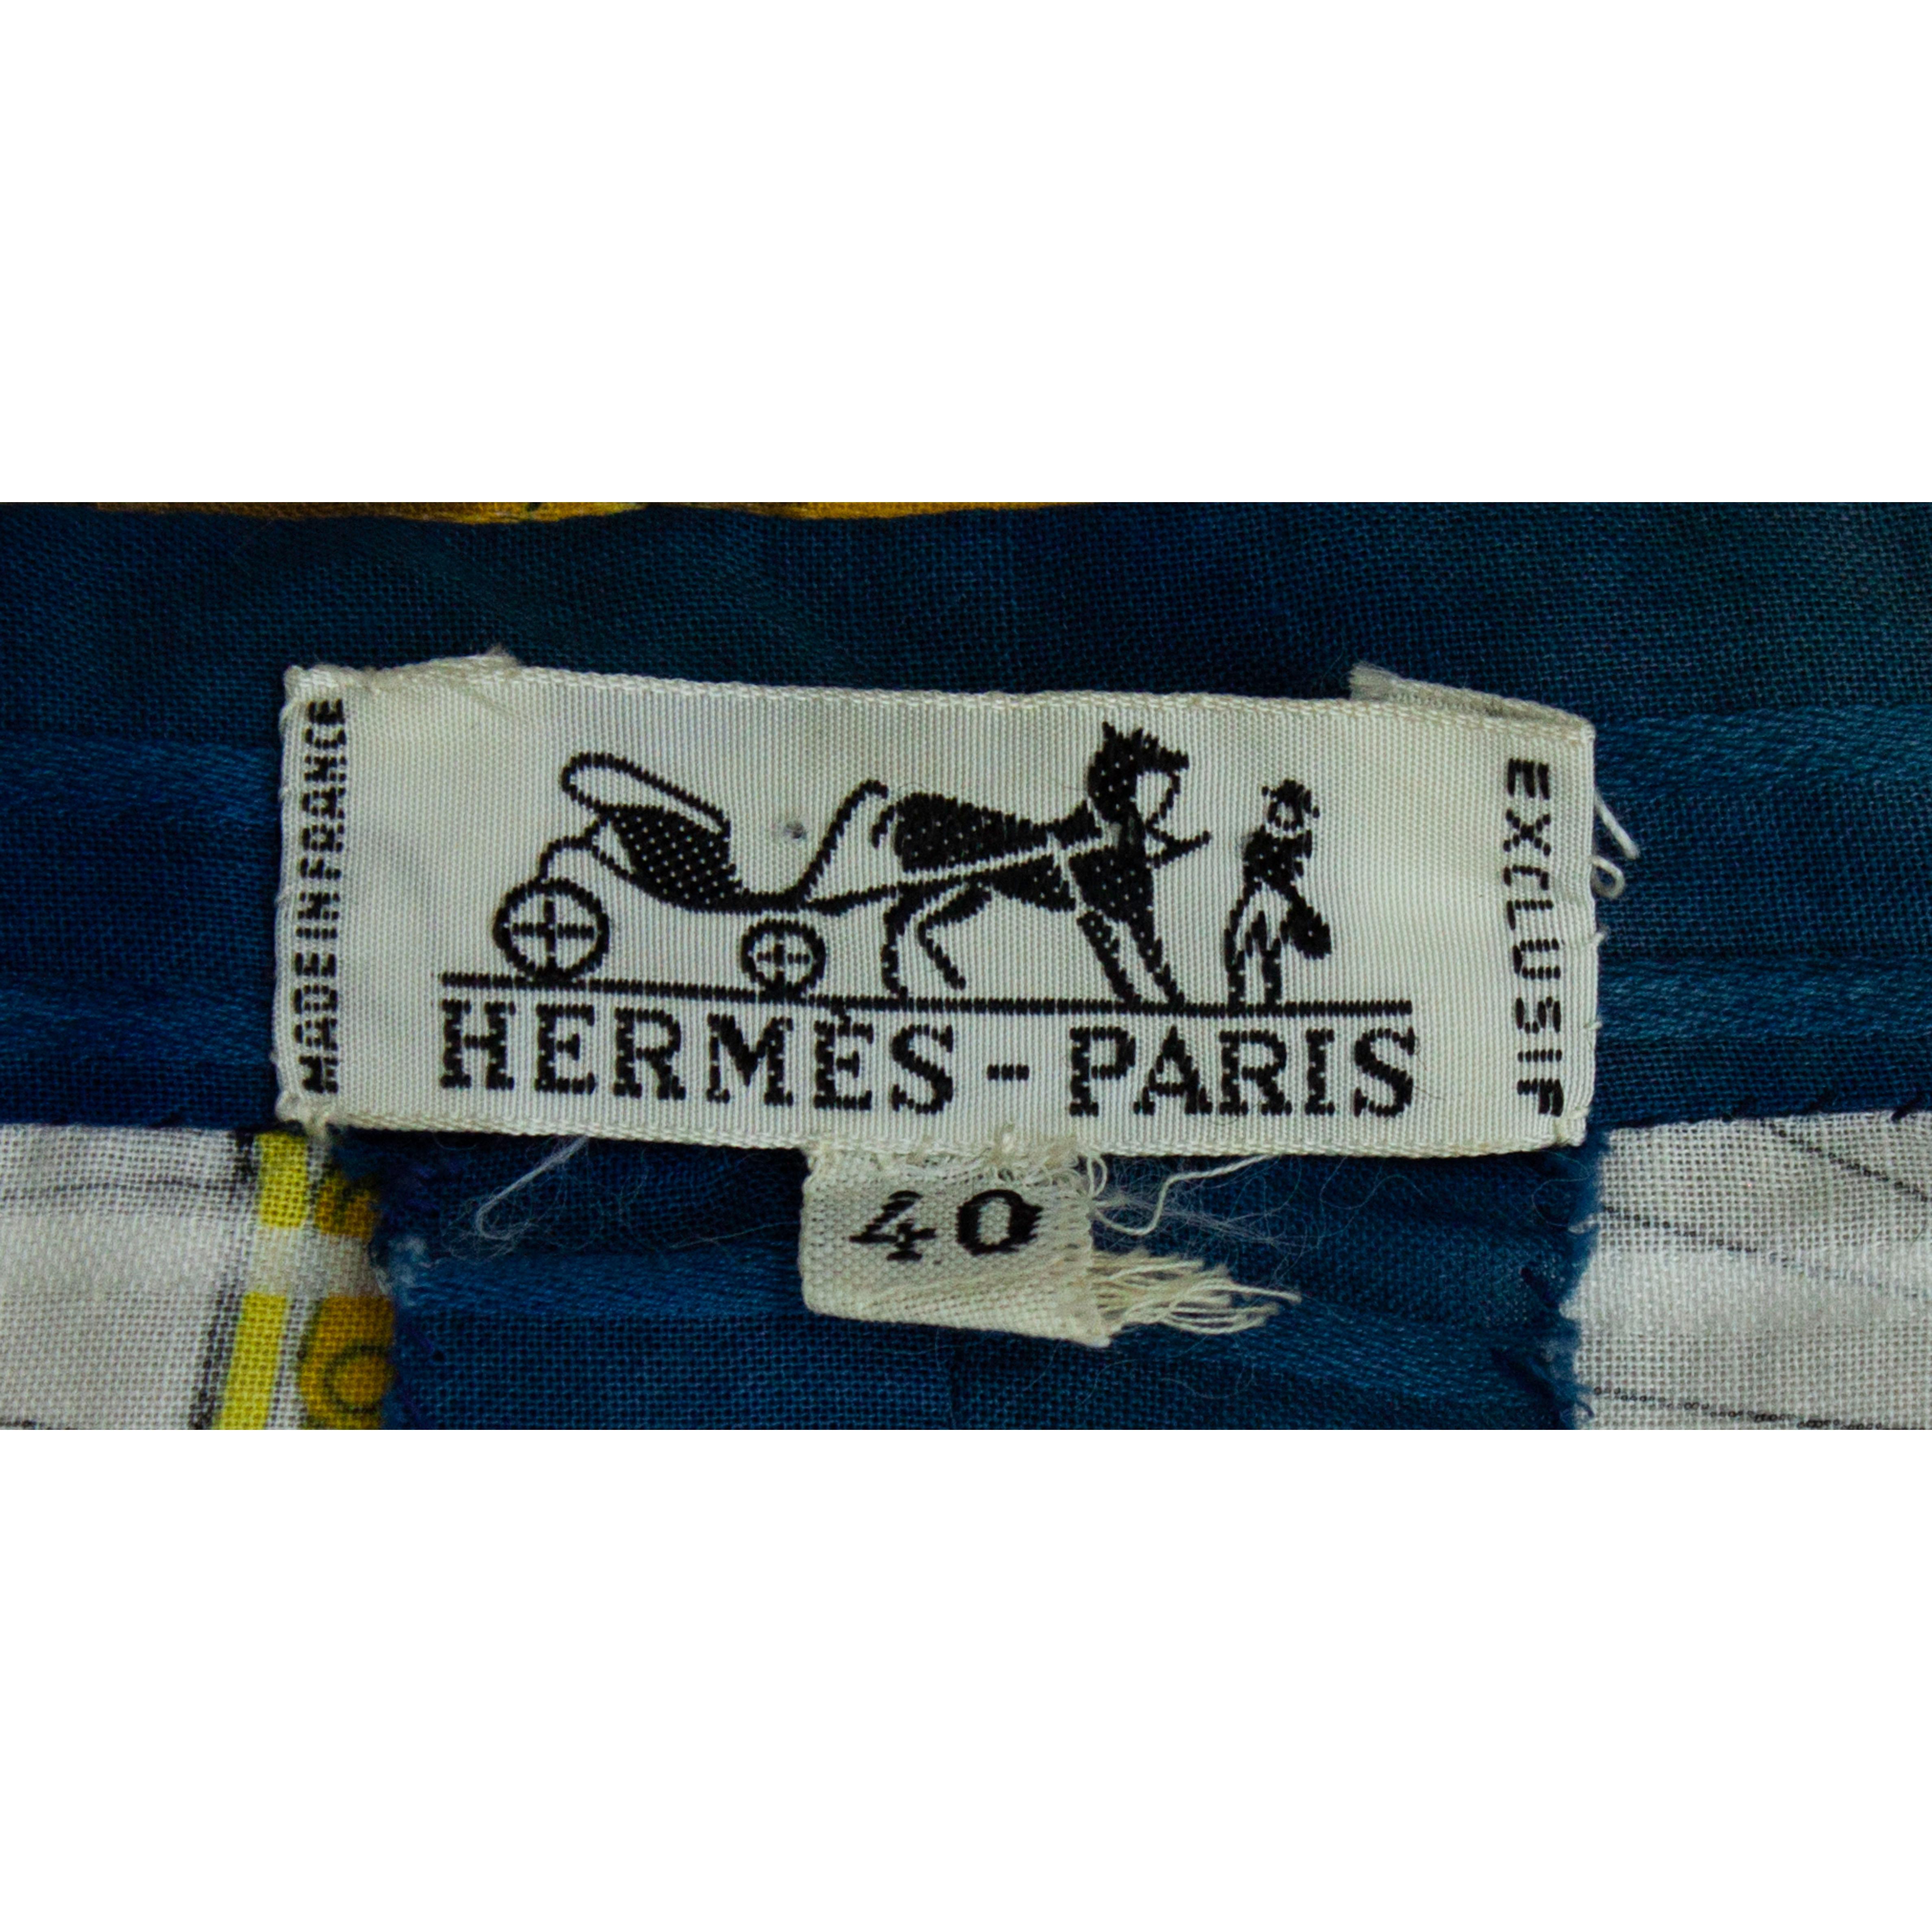 MADE IN FRANCE
HERMÈS - PARIS
EXCLUSIF
40